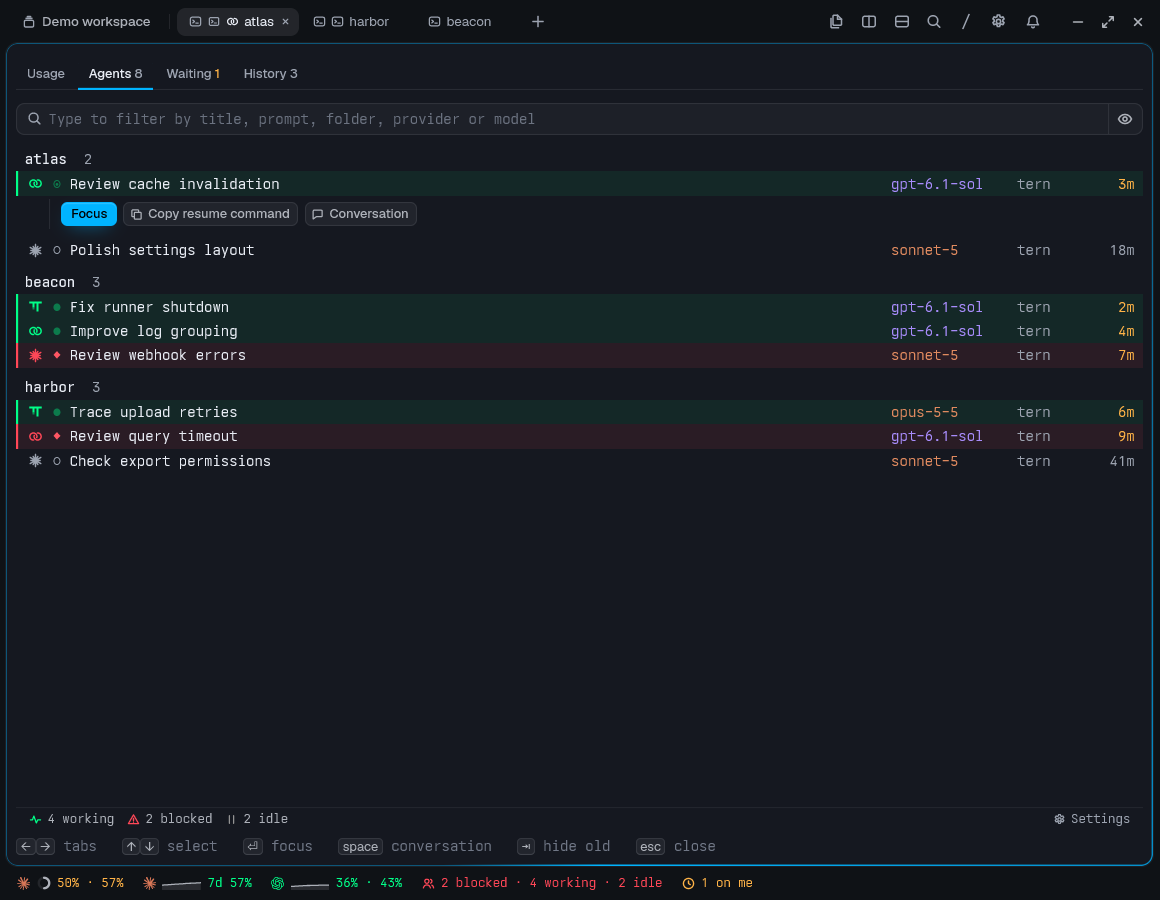 Demo workspace atlas × harbor beacon +
Usage Agents 8 Waiting 1 History 3
Type to filter by title, prompt, folder, provider or model
atlas 2
Review cache invalidation gpt-6.1-sol tern 3m
Focus Copy resume command Conversation
Polish settings layout sonnet-5 tern 18m
beacon 3
Fix runner shutdown gpt-6.1-sol tern 2m
Improve log grouping gpt-6.1-sol tern 4m
Review webhook errors sonnet-5 tern 7m
harbor 3
Trace upload retries opus-5-5 tern 6m
Review query timeout gpt-6.1-sol tern 9m
Check export permissions sonnet-5 tern 41m
4 working 2 blocked 2 idle Settings
← → tabs ↑ ↓ select ⏎ focus space conversation ⇥ hide old esc close
50% · 57% 7d 57% 36% · 43% 2 blocked · 4 working · 2 idle 1 on me